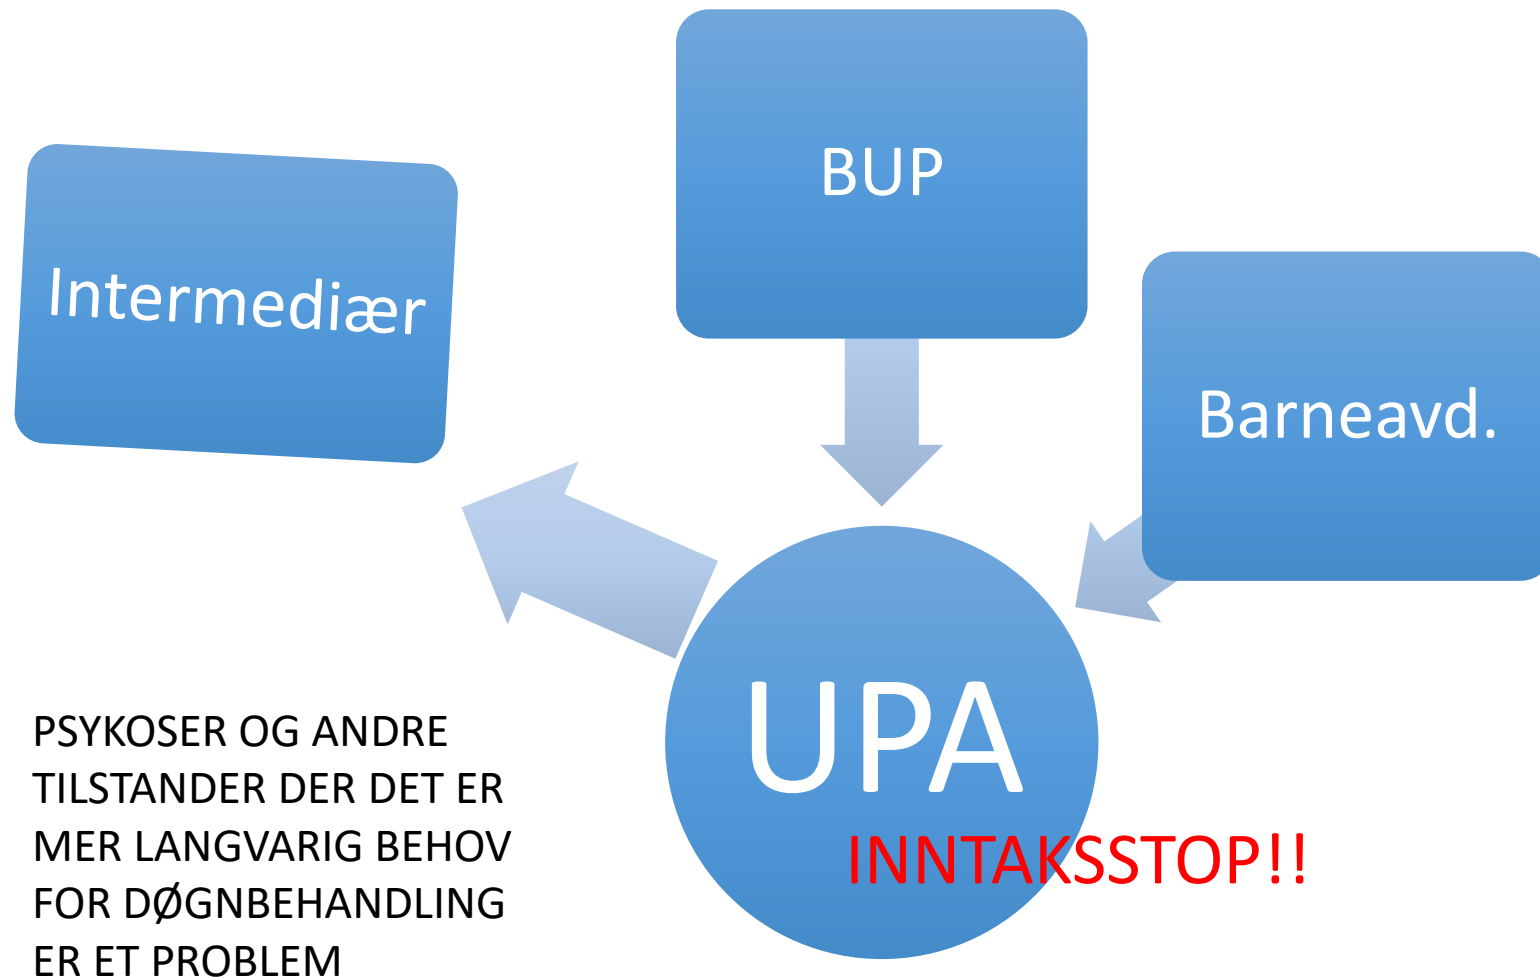 BUP
Intermediær
Barneavd.
UPA
INNTAKSSTOP!!
PSYKOSER OG ANDRE
TILSTANDER DER DET ER
MER LANGVARIG BEHOV
FOR DØGNBEHANDLING
ER ET PROBLEM